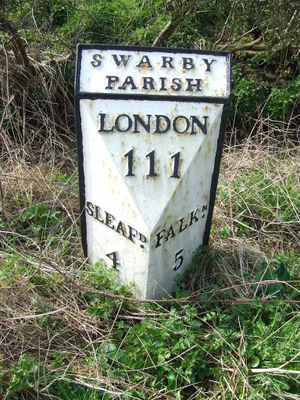 SWARBY
PARISH
LONDON
111
SLEAFD FALKM
4 5